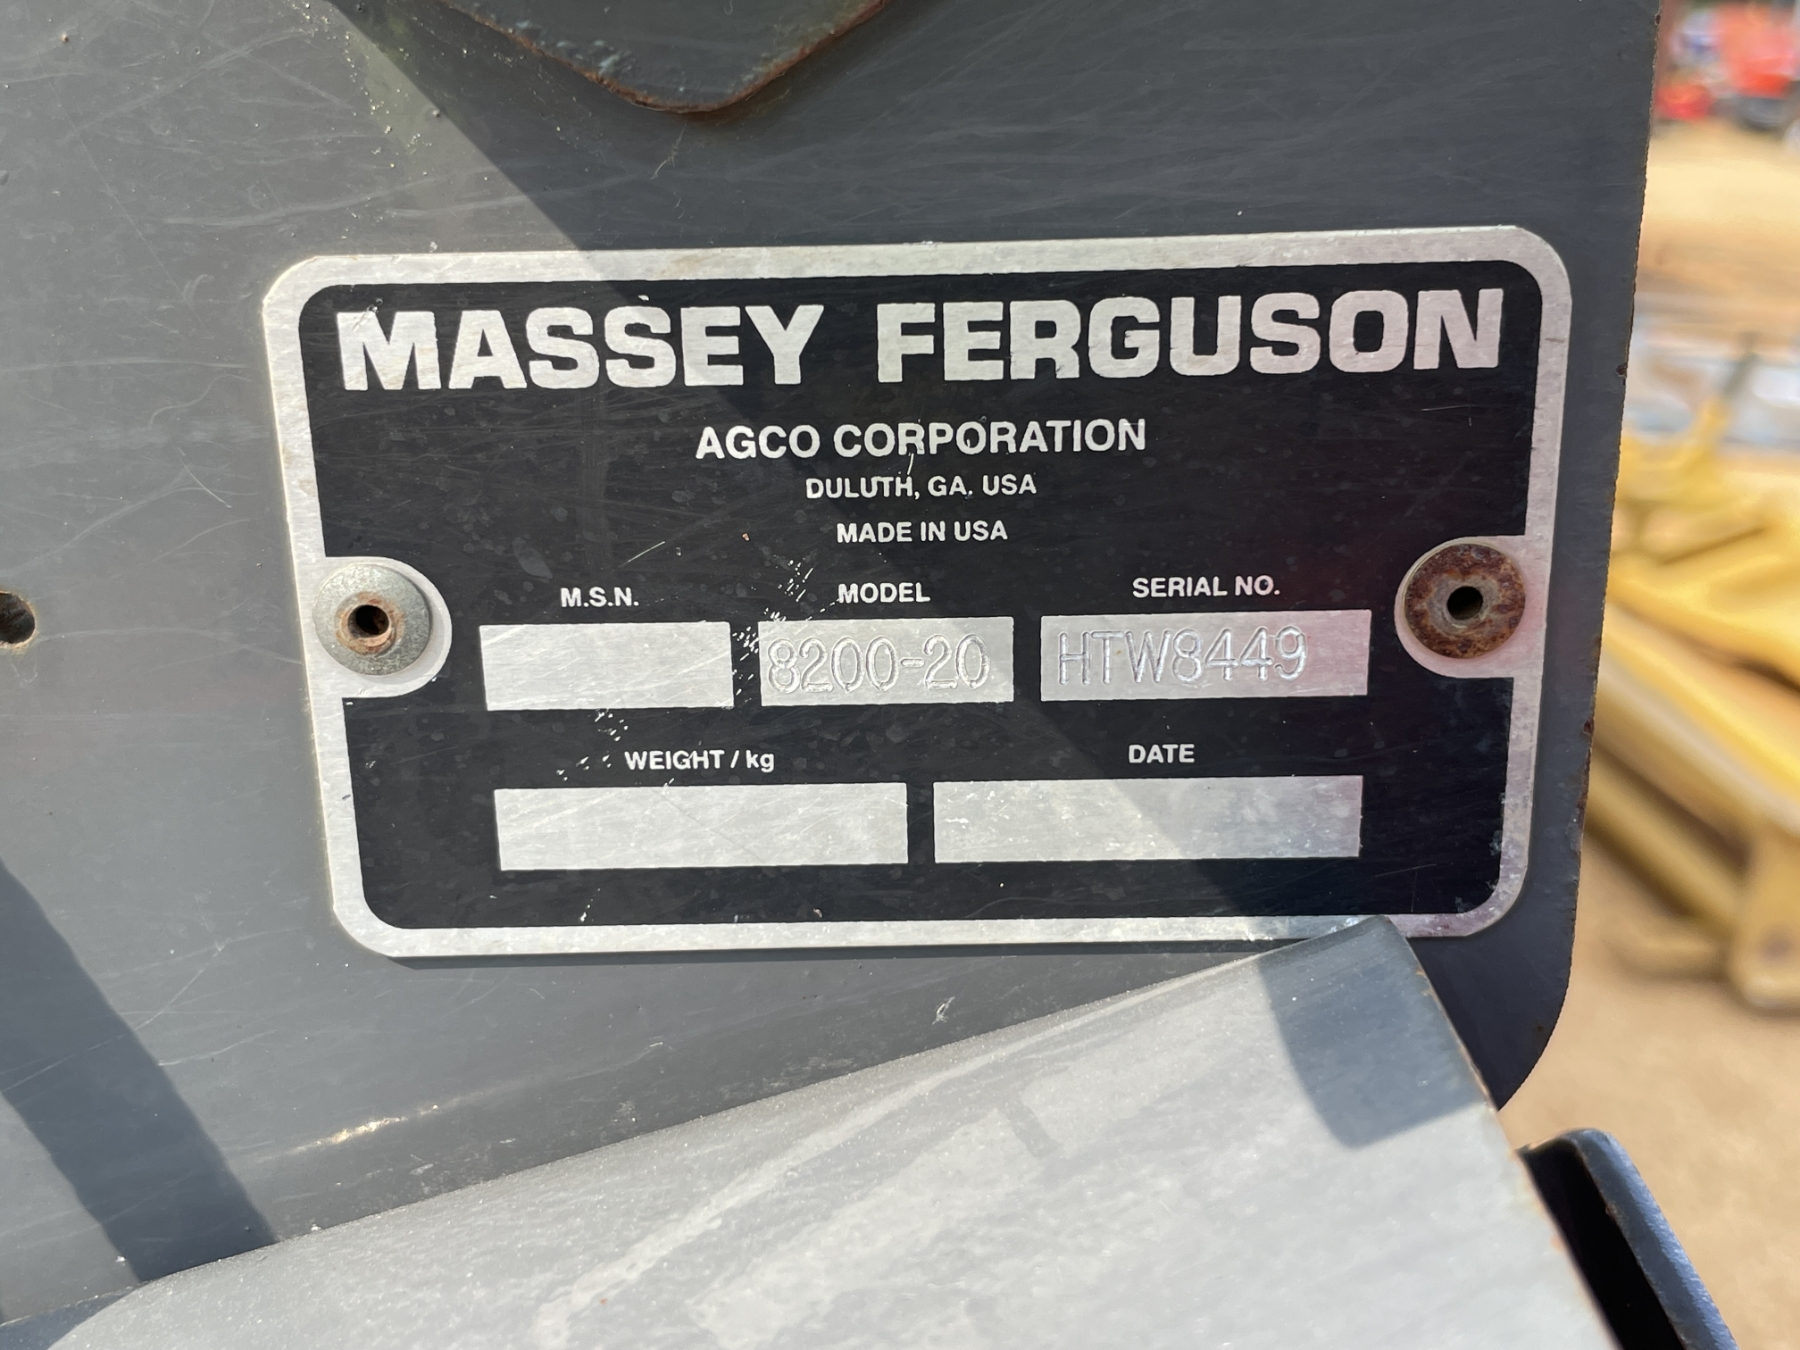 MASSEY FERGUSON
AGCO CORPORATION
DULUTH, GA. USA
MADE IN USA
M.S.N. MODEL SERIAL NO.
8200-20 HTW8449
WEIGHT / kg DATE